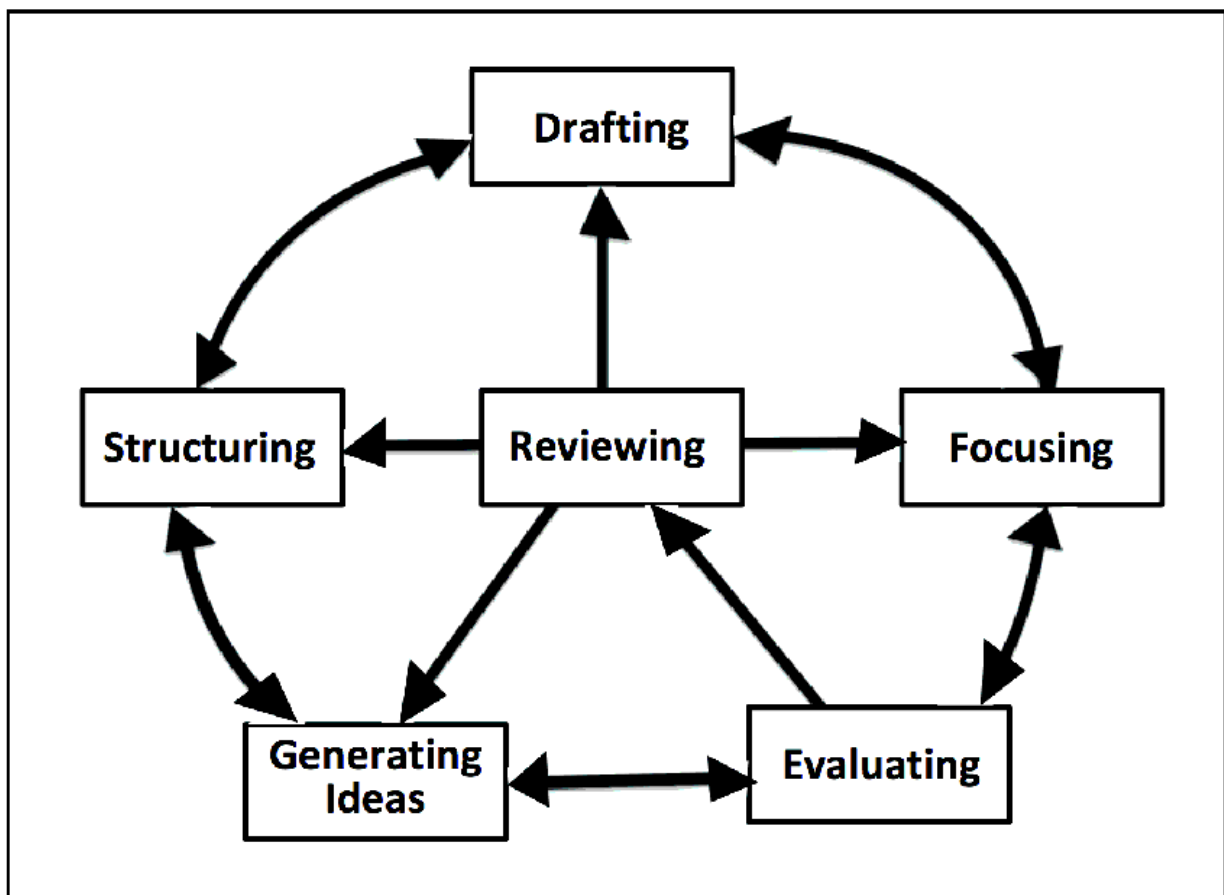 Drafting
Structuring
Reviewing
Focusing
Generating
Ideas
Evaluating